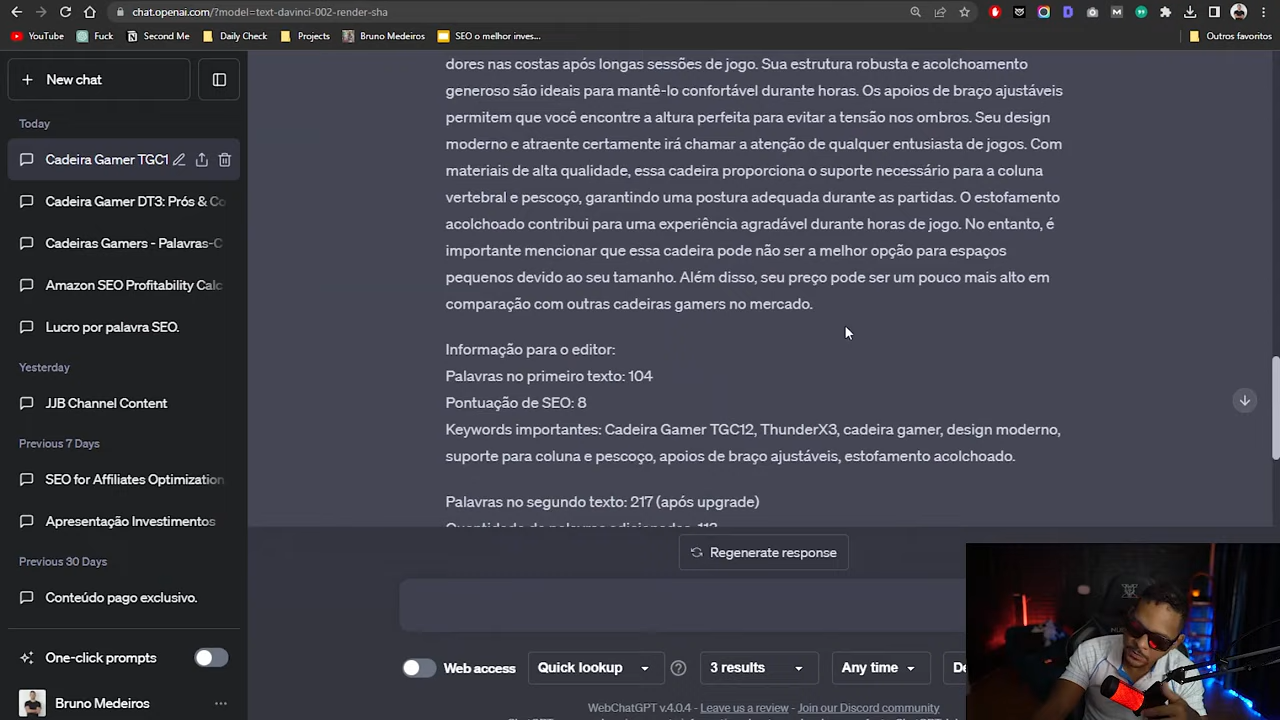 chat.openai.com/?model=text-davinci-002-render-sha
YouTube
Fuck
Second Me
Daily Check
Projects
Bruno Medeiros
SEO o melhor inves...
Outros favoritos
New chat
Today
Cadeira Gamer TGC1
Cadeira Gamer DT3: Prós & Co
Cadeiras Gamers - Palavras-C
Amazon SEO Profitability Calc
Lucro por palavra SEO.
Yesterday
JJB Channel Content
Previous 7 Days
SEO for Affiliates Optimization,
Apresentação Investimentos
Previous 30 Days
Conteúdo pago exclusivo.
One-click prompts
Bruno Medeiros
dores nas costas após longas sessões de jogo. Sua estrutura robusta e acolchoamento
generoso são ideais para mantê-lo confortável durante horas. Os apoios de braço ajustáveis
permitem que você encontre a altura perfeita para evitar a tensão nos ombros. Seu design
moderno e atraente certamente irá chamar a atenção de qualquer entusiasta de jogos. Com
materiais de alta qualidade, essa cadeira proporciona o suporte necessário para a coluna
vertebral e pescoço, garantindo uma postura adequada durante as partidas. O estofamento
acolchoado contribui para uma experiência agradável durante horas de jogo. No entanto, é
importante mencionar que essa cadeira pode não ser a melhor opção para espaços
pequenos devido ao seu tamanho. Além disso, seu preço pode ser um pouco mais alto em
comparação com outras cadeiras gamers no mercado.
Informação para o editor:
Palavras no primeiro texto: 104
Pontuação de SEO: 8
Keywords importantes: Cadeira Gamer TGC12, ThunderX3, cadeira gamer, design moderno,
suporte para coluna e pescoço, apoios de braço ajustáveis, estofamento acolchoado.
Palavras no segundo texto: 217 (após upgrade)
Quantidade de palavras adicionadas: 113
Regenerate response
Web access
Quick lookup
3 results
Any time
De
WebChatGPT v.4.0.4 - Leave us a review - Join our Discord community